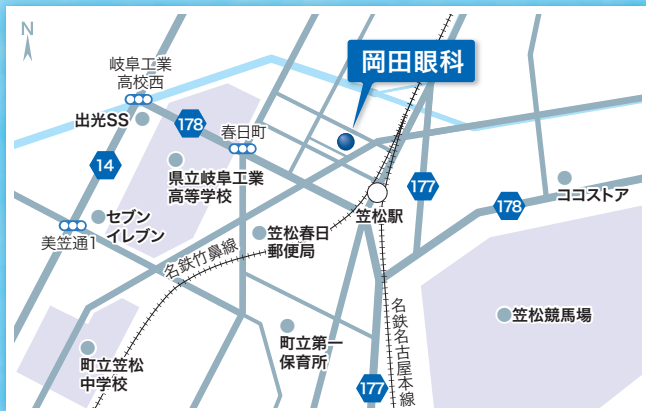 N
岡田眼科
岐阜工業
高校西
出光SS
178
春日町
14
県立岐阜工業
高等学校
177
ココストア
178
セブン
イレブン
笠松駅
美笠通1
笠松春日
郵便局
名鉄竹鼻線
名鉄名古屋本線
笠松競馬場
町立第一
保育所
町立笠松
中学校
177